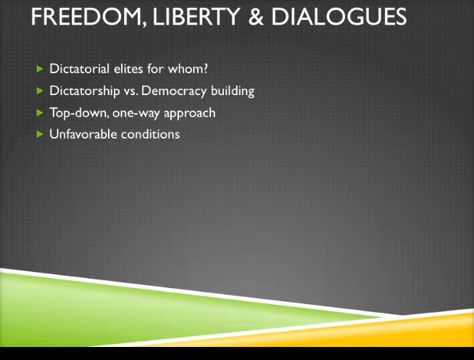 FREEDOM, LIBERTY & DIALOGUES
Dictatorial elites for whom?
Dictatorship vs. Democracy building
Top-down, one-way approach
Unfavorable conditions